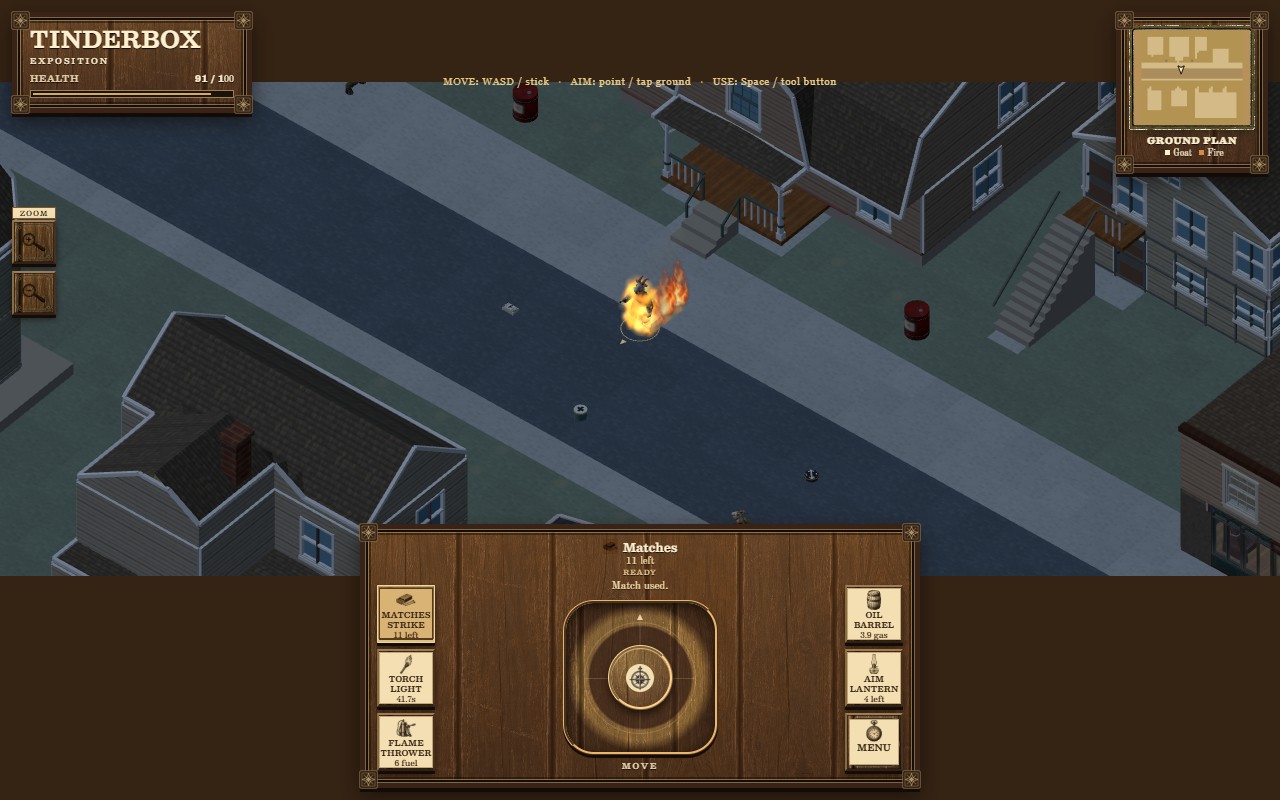 TINDERBOX
EXPOSITION
HEALTH 91 / 100
MOVE: WASD / stick · AIM: point / tap ground · USE: Space / tool button
GROUND PLAN
Goat Fire
ZOOM
Matches
11 left
READY
Match used.
MATCHES
STRIKE
11 left
TORCH
LIGHT
41.7s
FLAME
THROWER
6 fuel
OIL
BARREL
3.9 gas
AIM
LANTERN
4 left
MENU
MOVE